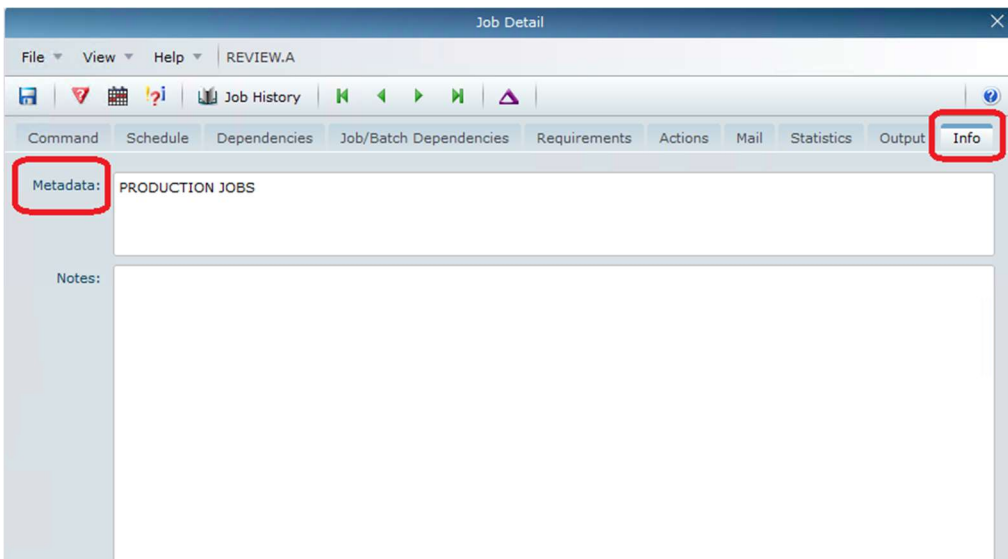 Job Detail
File View Help REVIEW.A
Job History
Command Schedule Dependencies Job/Batch Dependencies Requirements Actions Mail Statistics Output Info
Metadata: PRODUCTION JOBS
Notes: